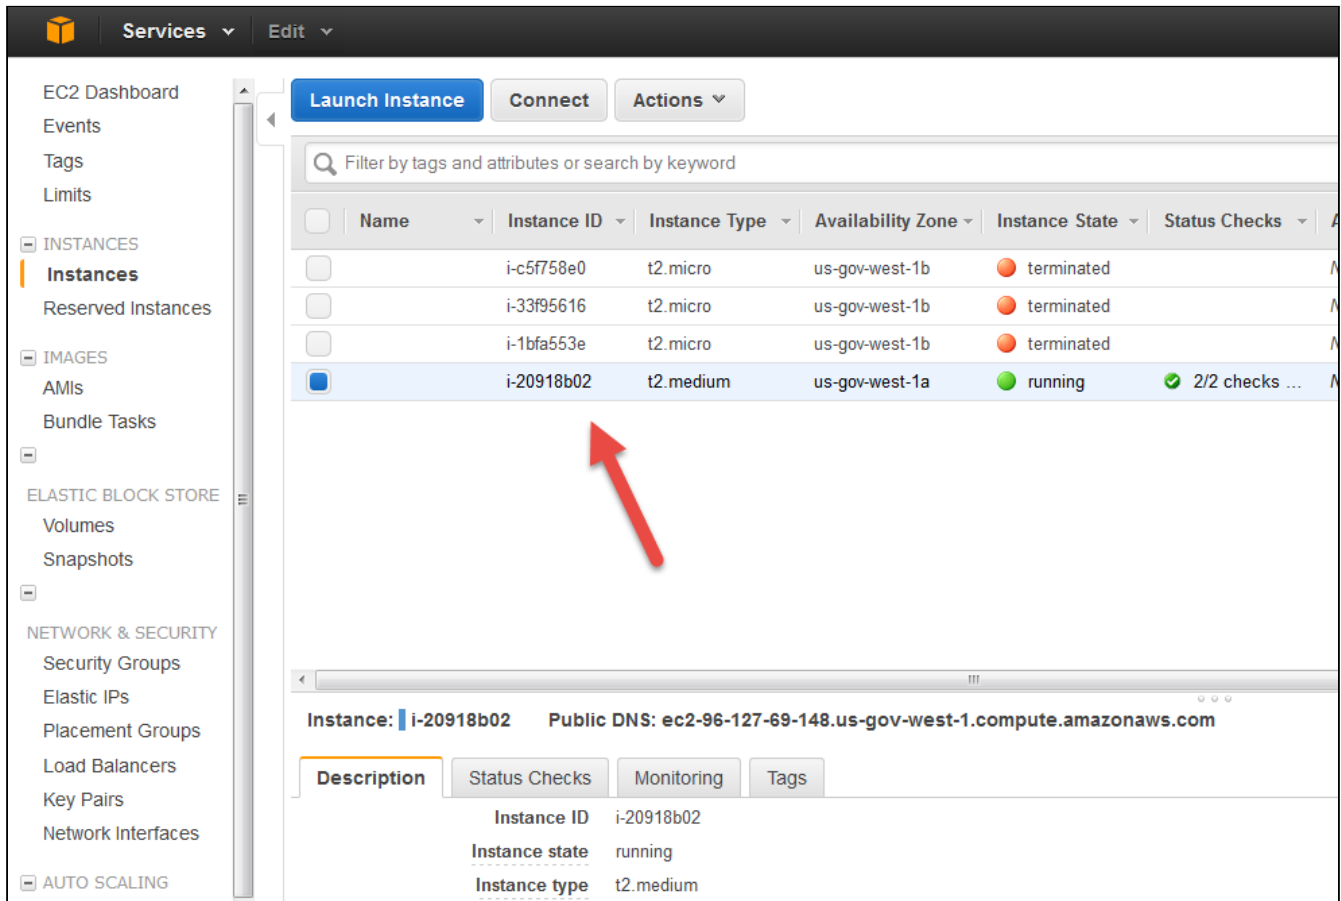 Services Edit
EC2 Dashboard
Events
Tags
Limits
INSTANCES
Instances
Reserved Instances
IMAGES
AMIs
Bundle Tasks
ELASTIC BLOCK STORE
Volumes
Snapshots
NETWORK & SECURITY
Security Groups
Elastic IPs
Placement Groups
Load Balancers
Key Pairs
Network Interfaces
AUTO SCALING
Launch Instance Connect Actions
Filter by tags and attributes or search by keyword
Name Instance ID Instance Type Availability Zone Instance State Status Checks
i-c5f758e0 t2.micro us-gov-west-1b terminated
i-33f95616 t2.micro us-gov-west-1b terminated
i-1bfa553e t2.micro us-gov-west-1b terminated
i-20918b02 t2.medium us-gov-west-1a running 2/2 checks ...
Instance: i-20918b02 Public DNS: ec2-96-127-69-148.us-gov-west-1.compute.amazonaws.com
Description Status Checks Monitoring Tags
Instance ID i-20918b02
Instance state running
Instance type t2.medium